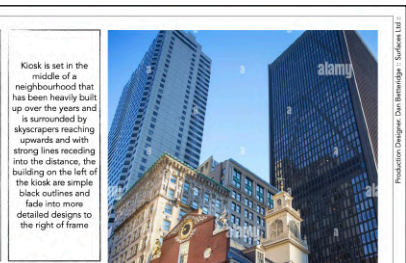 Kiosk is set in the
middle of a
neighbourhood that
has been heavily built
up over the years and
is surrounded by
skyscrapers reaching
upwards and with
strong lines receding
into the distance, the
building on the left of
the kiosk are simple
black outlines and
fade into more
detailed designs to
the right of frame
alamy
a
a
a
a
al
Production Designer. Dan Betteridge :: Surfaces Ltd ::